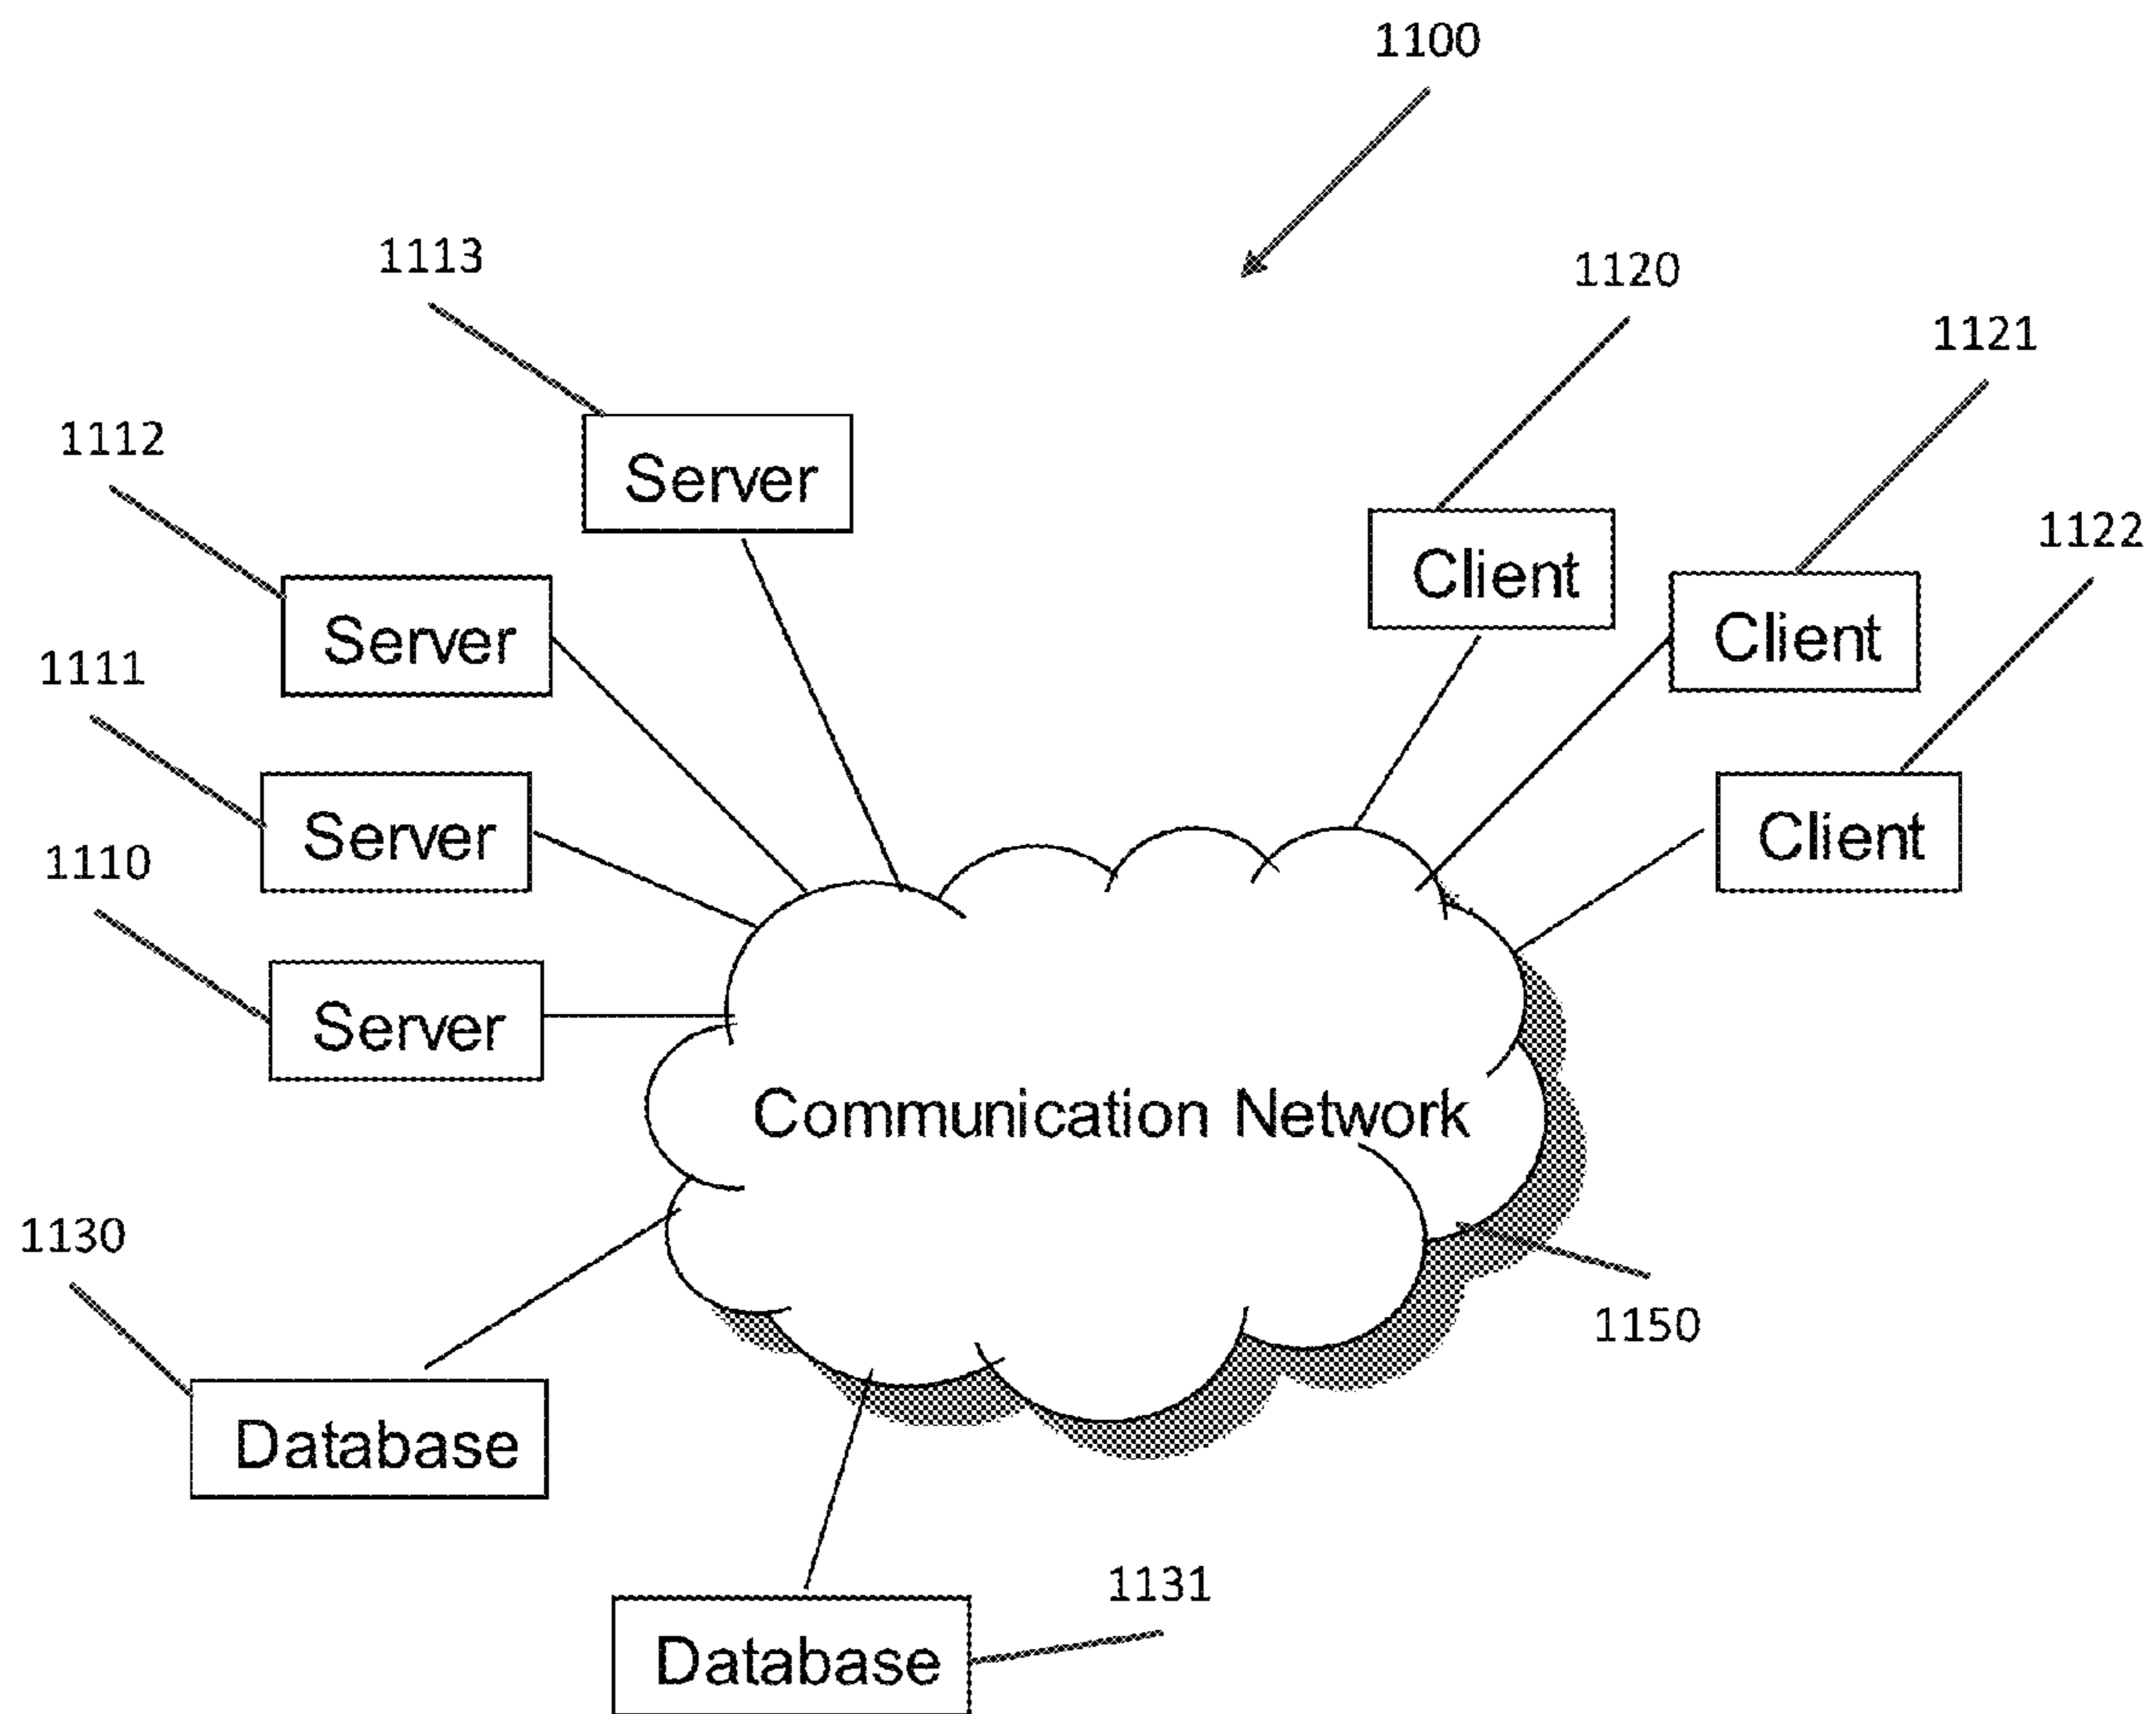 1100
1113
1120
1121
1112
Server
1122
Client
Server
Client
1111
Server
Client
1110
Server
Communication Network
1130
1150
Database
1131
Database